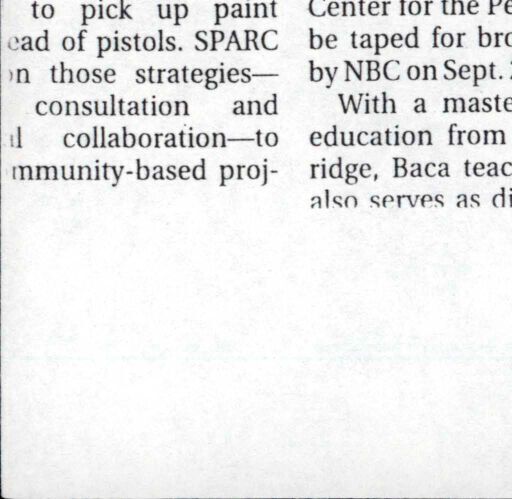 to pick up paint
ead of pistols. SPARC
on those strategies—
consultation and
l collaboration—to
mmunity-based proj-
Center for the Pe
be taped for bro
by NBC on Sept. 2
With a maste
education from
ridge, Baca teac
also serves as di